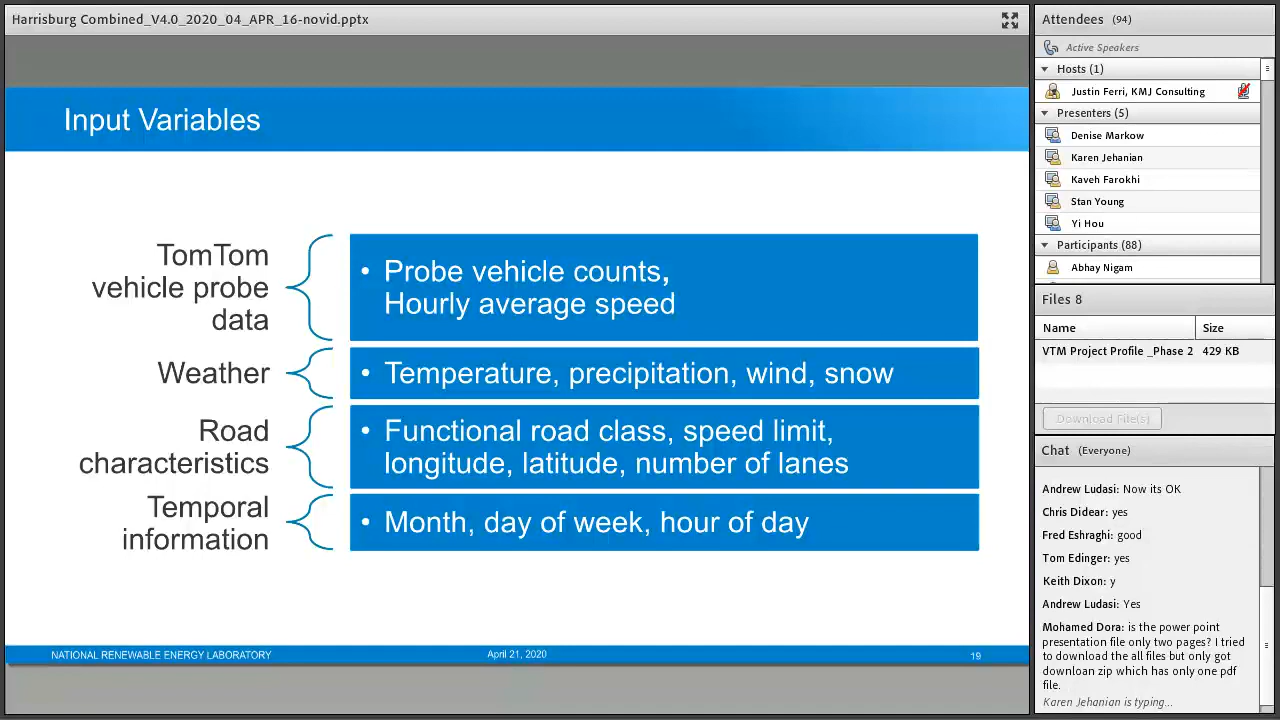 Harrisburg Combined_V4.0_2020_04_APR_16-novid.pptx
Input Variables
TomTom
vehicle probe
data
• Probe vehicle counts,
Hourly average speed
Weather
• Temperature, precipitation, wind, snow
Road
characteristics
• Functional road class, speed limit,
longitude, latitude, number of lanes
Temporal
information
• Month, day of week, hour of day
NATIONAL RENEWABLE ENERGY LABORATORY
April 21, 2020
19
Attendees (94)
Active Speakers
Hosts (1)
Justin Ferri, KMJ Consulting
Presenters (5)
Denise Markow
Karen Jehanian
Kaveh Farokhi
Stan Young
Yi Hou
Participants (88)
Abhay Nigam
Files 8
Name Size
VTM Project Profile _Phase 2 429 KB
Download File(s)
Chat (Everyone)
Andrew Ludasi: Now its OK
Chris Didear: yes
Fred Eshraghi: good
Tom Edinger: yes
Keith Dixon: y
Andrew Ludasi: Yes
Mohamed Dora: is the power point
presentation file only two pages? I tried
to download the all files but only got
downloan zip which has only one pdf
file.
Karen Jehanian is typing...